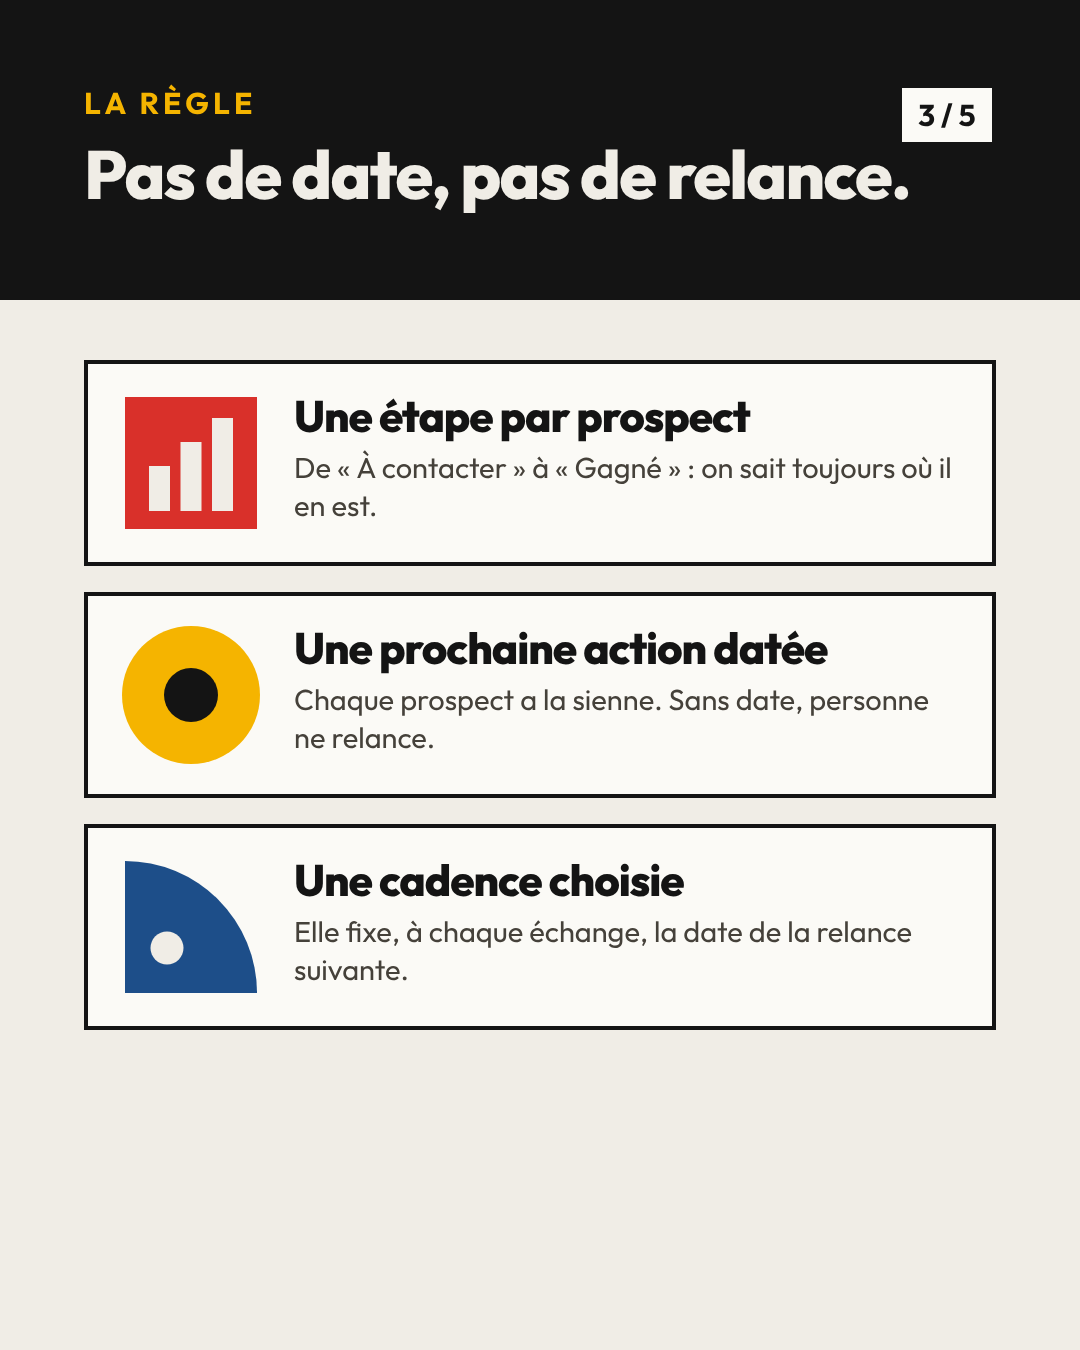 LA RÈGLE
3 / 5
Pas de date, pas de relance.
Une étape par prospect
De « À contacter » à « Gagné » : on sait toujours où il
en est.
Une prochaine action datée
Chaque prospect a la sienne. Sans date, personne
ne relance.
Une cadence choisie
Elle fixe, à chaque échange, la date de la relance
suivante.